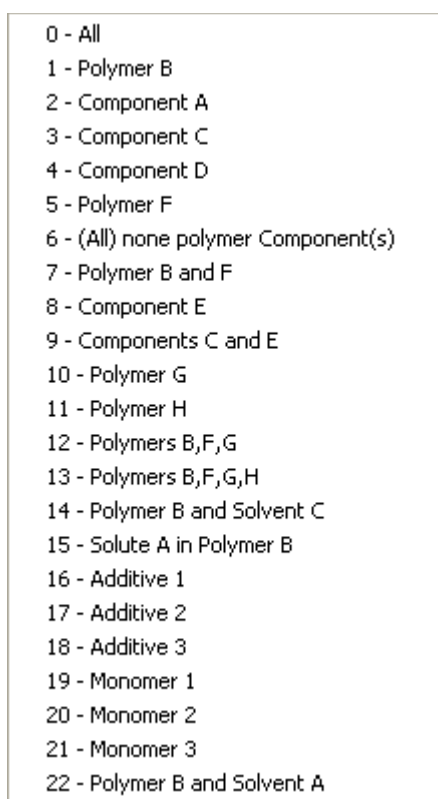 0 - All
1 - Polymer B
2 - Component A
3 - Component C
4 - Component D
5 - Polymer F
6 - (All) none polymer Component(s)
7 - Polymer B and F
8 - Component E
9 - Components C and E
10 - Polymer G
11 - Polymer H
12 - Polymers B,F,G
13 - Polymers B,F,G,H
14 - Polymer B and Solvent C
15 - Solute A in Polymer B
16 - Additive 1
17 - Additive 2
18 - Additive 3
19 - Monomer 1
20 - Monomer 2
21 - Monomer 3
22 - Polymer B and Solvent A